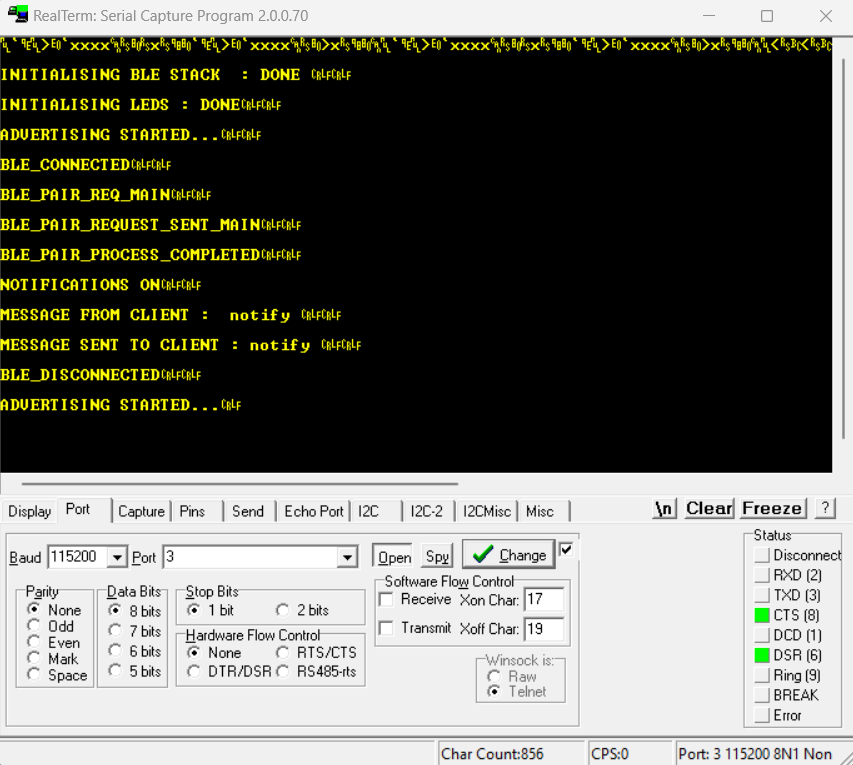 RealTerm: Serial Capture Program 2.0.0.70
INITIALISING BLE STACK  : DONE CRLFCRLF
INITIALISING LEDS : DONECRLFCRLF
ADVERTISING STARTED...CRLFCRLF
BLE_CONNECTEDCRLFCRLF
BLE_PAIR_REQ_MAINCRLFCRLF
BLE_PAIR_REQUEST_SENT_MAINCRLFCRLF
BLE_PAIR_PROCESS_COMPLETEDCRLFCRLF
NOTIFICATIONS ONCRLFCRLF
MESSAGE FROM CLIENT :  notify CRLFCRLF
MESSAGE SENT TO CLIENT : notify CRLFCRLF
BLE_DISCONNECTEDCRLFCRLF
ADVERTISING STARTED...CRLF
Display Port Capture Pins Send Echo Port I2C I2C-2 I2CMisc Misc \n Clear Freeze ?
Baud 115200 Port 3 Open Spy Change
Parity
None
Odd
Even
Mark
Space
Data Bits
8 bits
7 bits
6 bits
5 bits
Stop Bits
1 bit 2 bits
Hardware Flow Control
None RTS/CTS
DTR/DSR RS485-rts
Software Flow Control
Receive Xon Char: 17
Transmit Xoff Char: 19
Winsock is:
Raw
Telnet
Status
Disconnect
RXD (2)
TXD (3)
CTS (8)
DCD (1)
DSR (6)
Ring (9)
BREAK
Error
Char Count:856 CPS:0 Port: 3 115200 8N1 Non